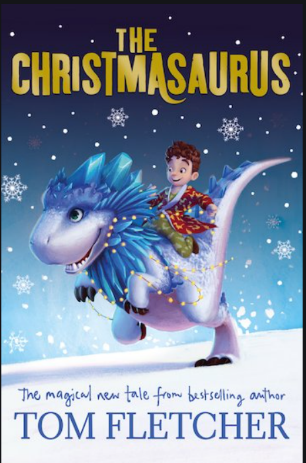 THE
CHRISTMASAURUS
The magical new tale from bestselling author
TOM FLETCHER